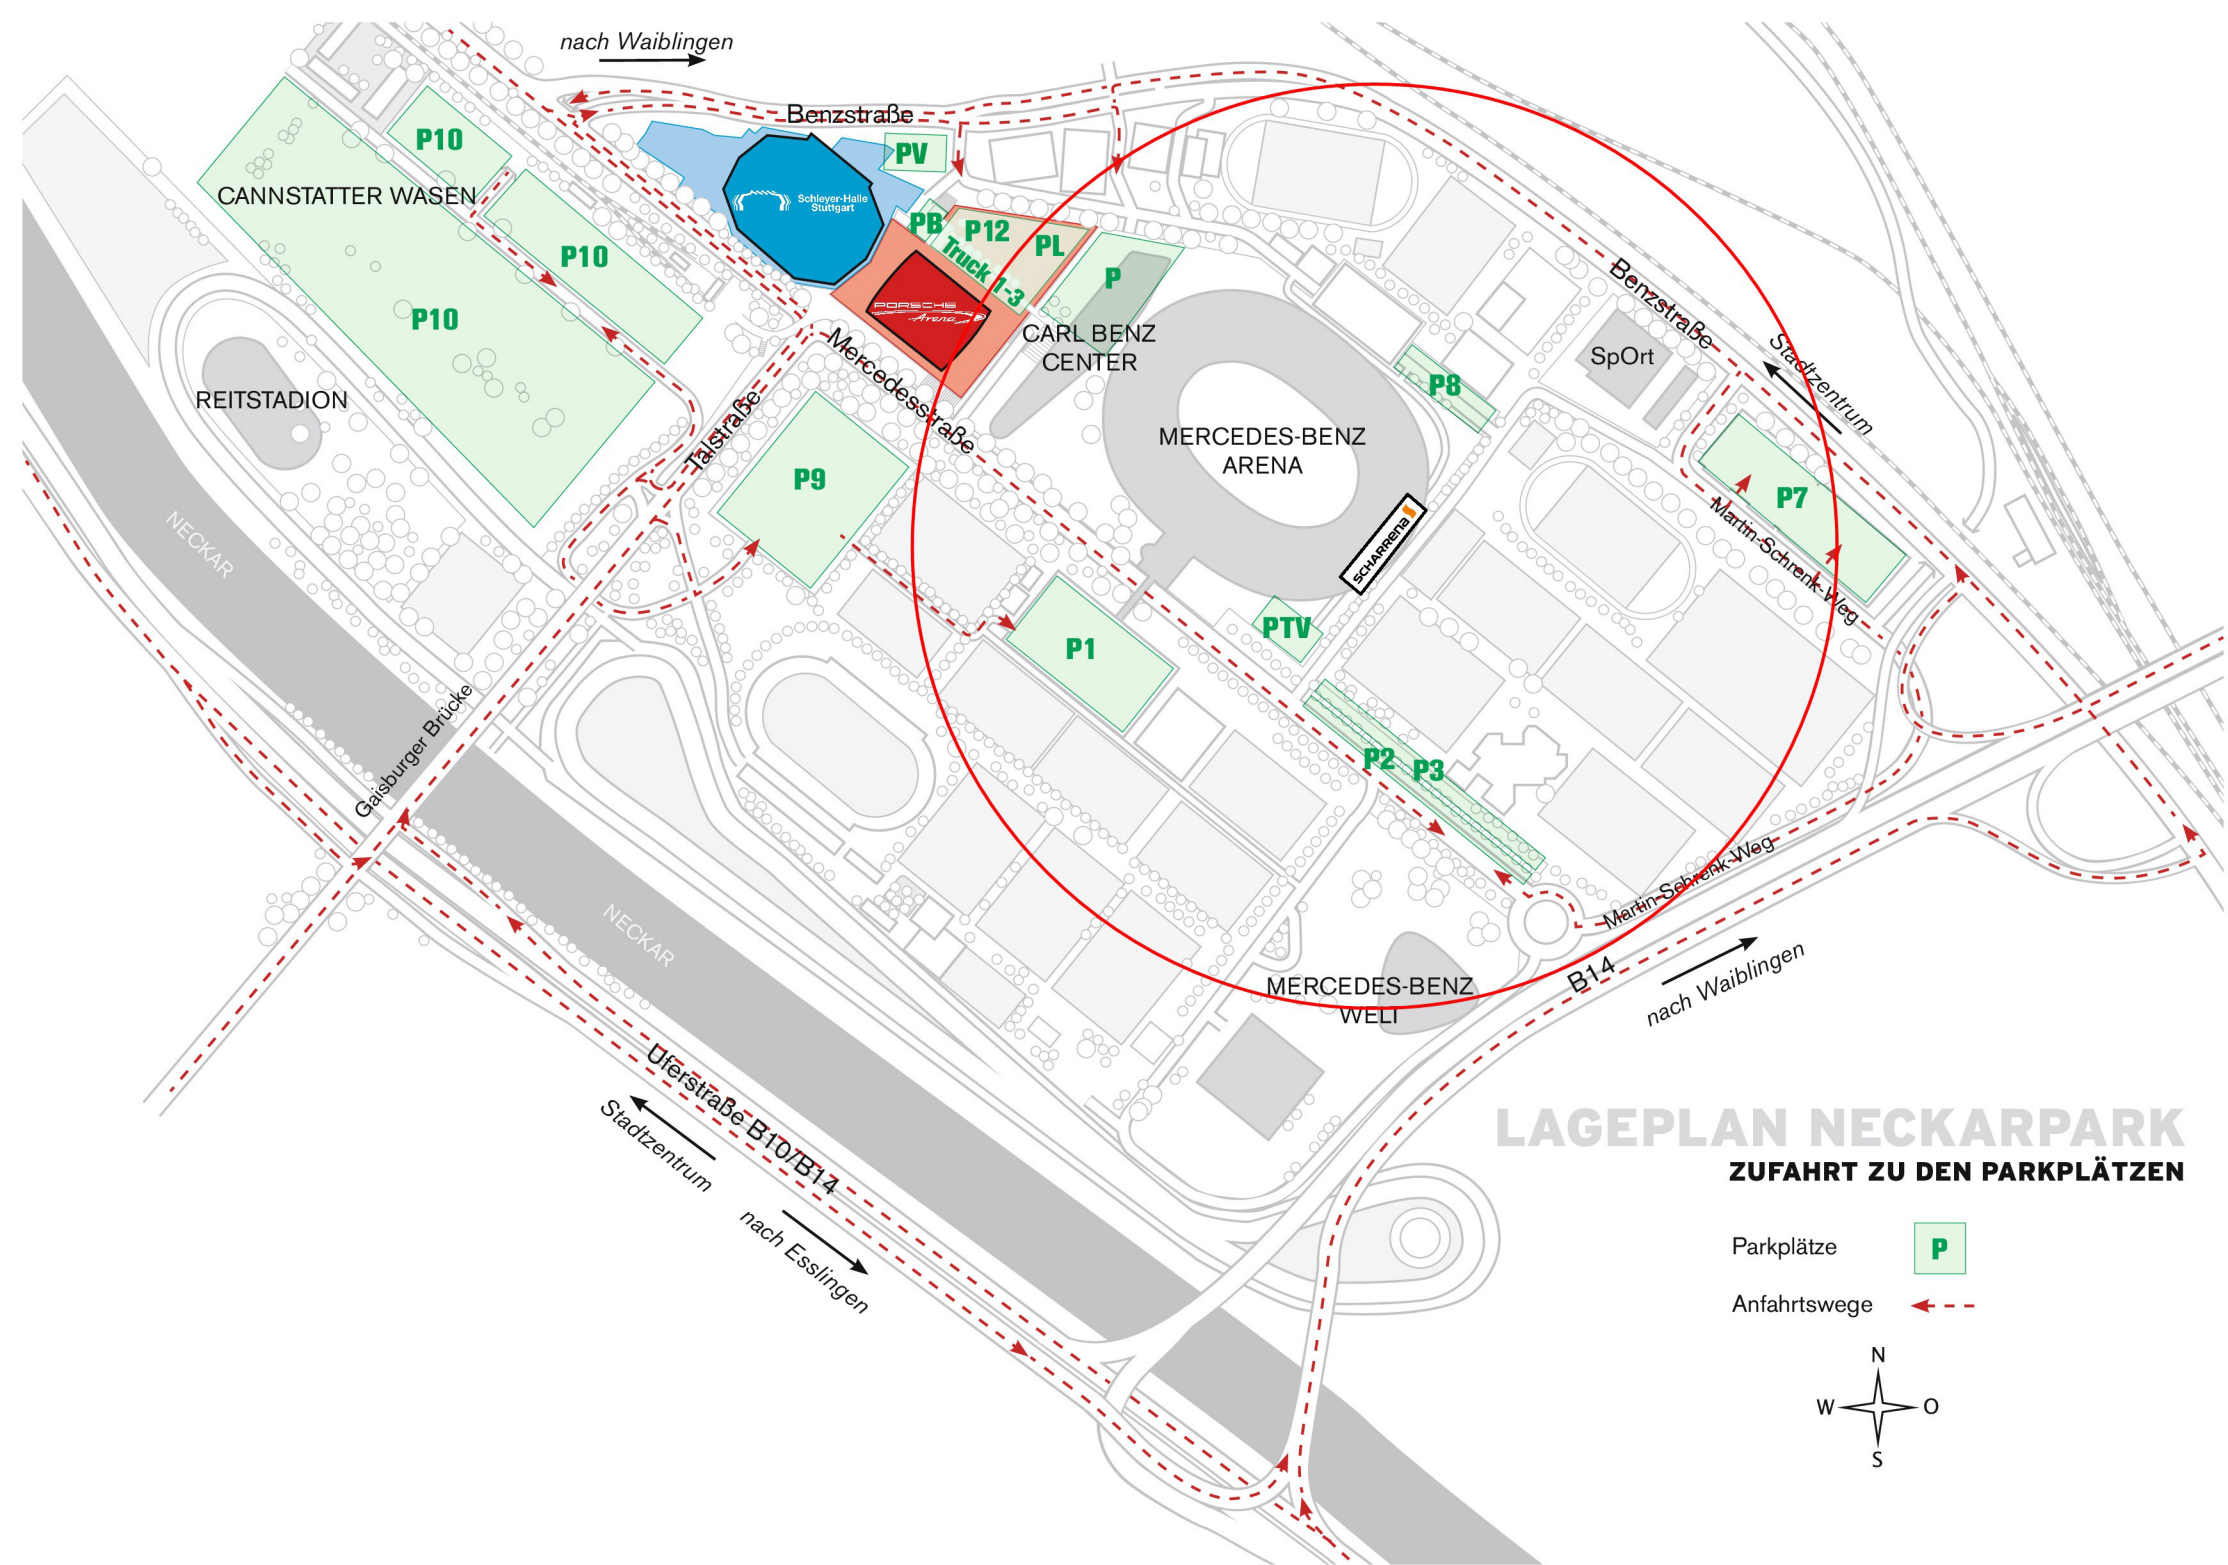 nach Waiblingen
Benzstraße
P10
PV
CANNSTATTER WASEN
Schleyer-Halle
Stuttgart
PB
P12
PL
Truck 1-3
P10
P
P10
PORSCHE
Arena
CARL BENZ
CENTER
Benzstraße
Stadtzentrum
SpOrt
P8
REITSTADION
Mercedesstraße
Talstraße
MERCEDES-BENZ
ARENA
P9
P7
Martin-Schrenk-Weg
SCHARRena
NECKAR
P1
PTV
Gaisburger Brücke
P2
P3
Martin-Schrenk-Weg
NECKAR
B14
nach Waiblingen
MERCEDES-BENZ
WELT
Uferstraße B10/B14
Stadtzentrum
nach Esslingen
LAGEPLAN NECKARPARK
ZUFAHRT ZU DEN PARKPLÄTZEN
Parkplätze
P
Anfahrtswege
N
W
O
S